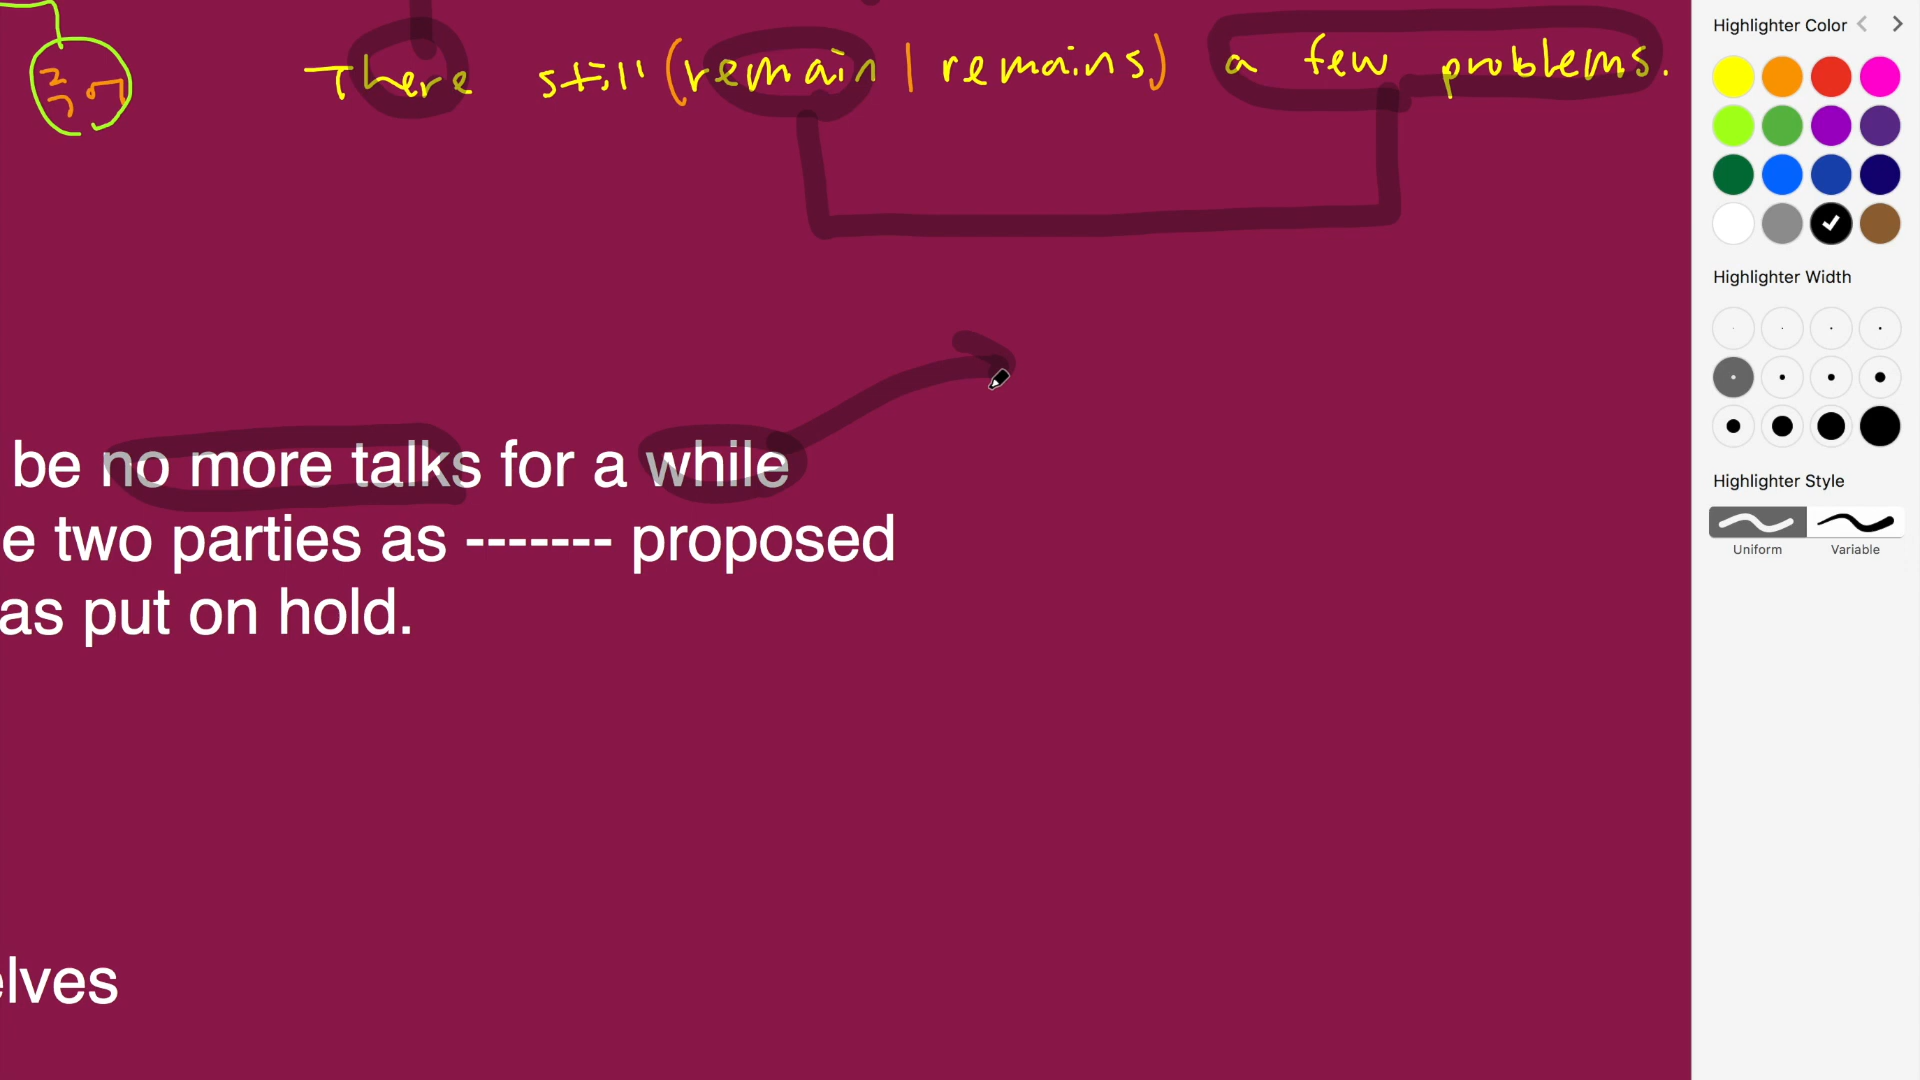 There still (remain | remains) a few problems.
be no more talks for a while
e two parties as ------- proposed
as put on hold.
elves
Highlighter Color
Highlighter Width
Highlighter Style
Uniform Variable